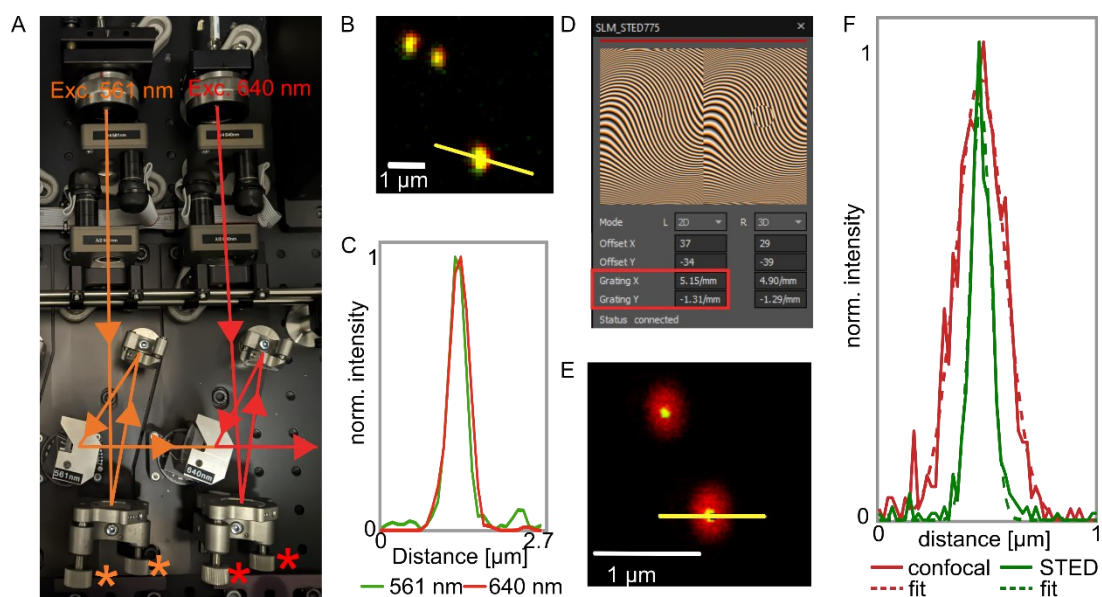 A
Exc. 561 nm
Exc. 640 nm
561nm
640nm
* *
* *
B
1 µm
C
norm. intensity
1
0
0
2.7
Distance [µm]
561 nm
640 nm
D
SLM_STED775
×
Mode L 2D R 3D
Offset X 37 29
Offset Y -34 -39
Grating X 5.15/mm 4.90/mm
Grating Y -1.31/mm -1.29/mm
Status connected
E
1 µm
F
norm. intensity
1
0
0
1
distance [µm]
confocal
STED
fit
fit